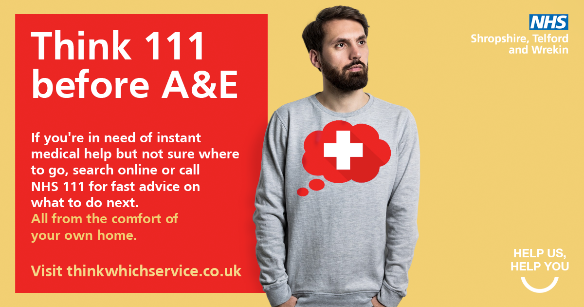 Think 111
before A&E
If you're in need of instant
medical help but not sure where
to go, search online or call
NHS 111 for fast advice on
what to do next.
All from the comfort of
your own home.
Visit thinkwhichservice.co.uk
NHS
Shropshire, Telford
and Wrekin
HELP US,
HELP YOU